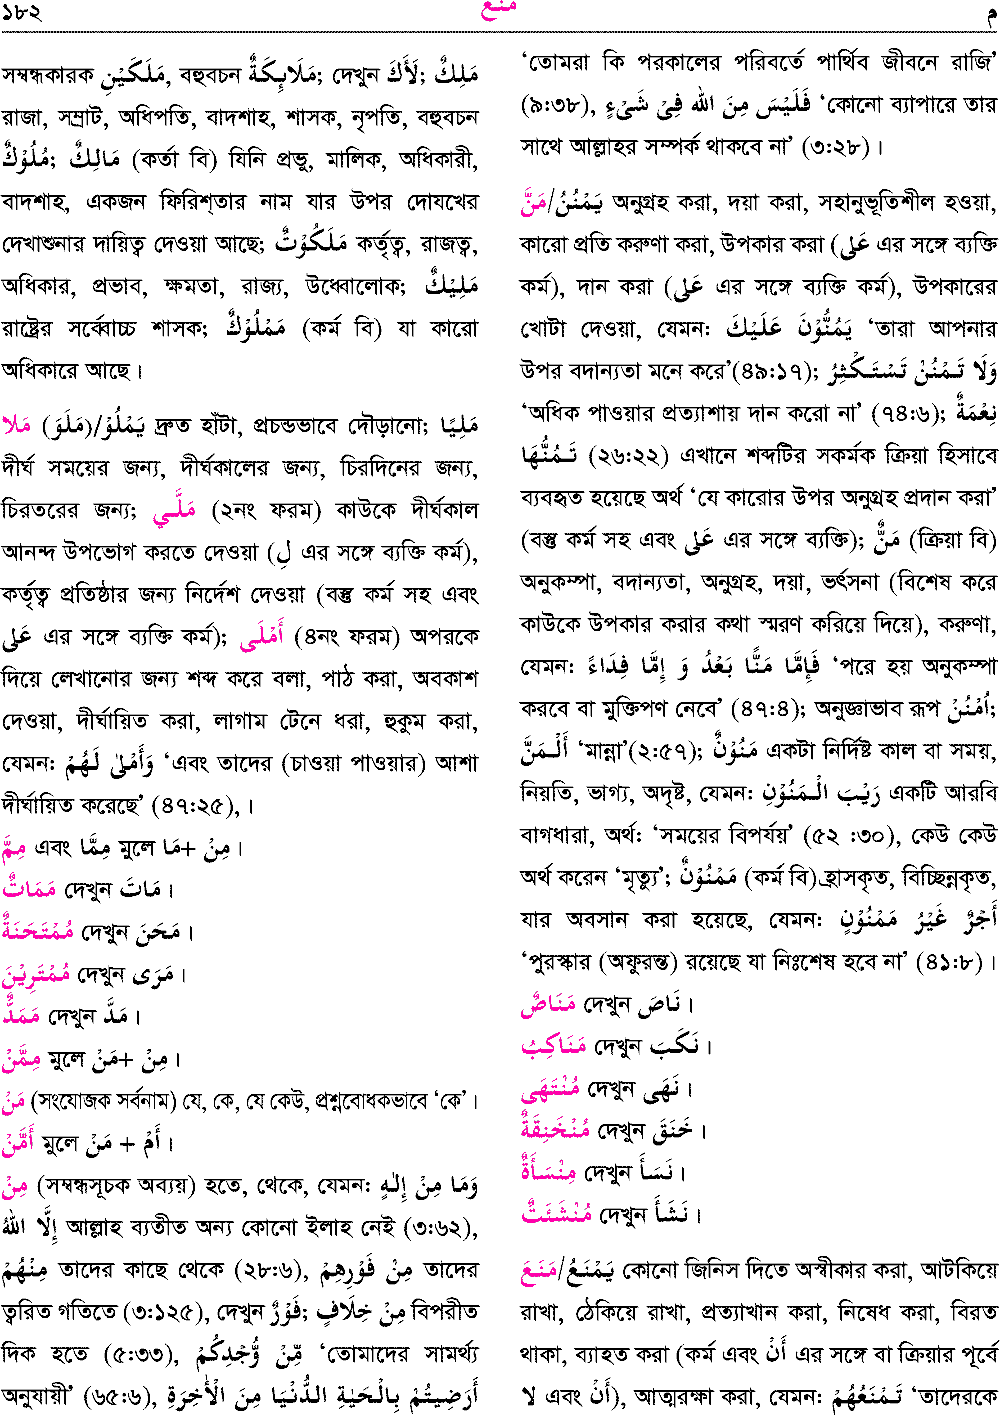 ১৮২ مَنَعَ م
সম্বন্ধকারক مَلَكَيْنِ, বহুবচন مَلَابِكَةٌ; দেখুন لَأَكَ; مَلِكٌ
রাজা, সম্রাট, অধিপতি, বাদশাহ, শাসক, নৃপতি, বহুবচন
مُلُوْكٌ; مَالِكٌ (কর্তা বি) যিনি প্রভু, মালিক, অধিকারী,
বাদশাহ, একজন ফিরিশ্‌তার নাম যার উপর দোযখের
দেখাশুনার দায়িত্ব দেওয়া আছে; مَلَكُوْتٌ কর্তৃত্ব, রাজত্ব,
অধিকার, প্রভাব, ক্ষমতা, রাজ্য, উধ্বোলোক; مَلِيْكٌ
রাষ্ট্রের সর্ব্বোচ্চ শাসক; مَمْلُوْكٌ (কর্ম বি) যা কারো
অধিকারে আছে।
مَلا (مَلَوَ)/يَمْلُوْ দ্রুত হাঁটা, প্রচন্ডভাবে দৌড়ানো; مَلِيًا
দীর্ঘ সময়ের জন্য, দীর্ঘকালের জন্য, চিরদিনের জন্য,
চিরতরের জন্য; مَلَّي (২নং ফরম) কাউকে দীর্ঘকাল
আনন্দ উপভোগ করতে দেওয়া (لِ এর সঙ্গে ব্যক্তি কর্ম),
কর্তৃত্ব প্রতিষ্ঠার জন্য নির্দেশ দেওয়া (বস্তু কর্ম সহ এবং
عَلٰى এর সঙ্গে ব্যক্তি কর্ম); أَمْلَى (৪নং ফরম) অপরকে
দিয়ে লেখানোর জন্য শব্দ করে বলা, পাঠ করা, অবকাশ
দেওয়া, দীর্ঘায়িত করা, লাগাম টেনে ধরা, হুকুম করা,
যেমন: وَأَمْلٰى لَهُمْ ‘এবং তাদের (চাওয়া পাওয়ার) আশা
দীর্ঘায়িত করেছে’ (৪৭:২৫),।
مِمَّ এবং مِمَّا মূলে مِنْ +مَا।
مَمَاتٌ দেখুন مَاتَ।
مُمْتَحَنَةٌ দেখুন مَحَنَ।
مُمْتَرِيْنَ দেখুন مَرَى।
مَمَدٌّ দেখুন مَدَّ।
مِمَّنْ মূলে مِنْ +مَنْ।
مَنْ (সংযোজক সর্বনাম) যে, কে, যে কেউ, প্রশ্নবোধকভাবে ‘কে’।
أَمَّنْ মূলে أَمْ + مَنْ।
مِنْ (সম্বন্ধসূচক অব্যয়) হতে, থেকে, যেমন: وَمَا مِنْ إِلٰهٍ
إِلَّا اللهُ আল্লাহ ব্যতীত অন্য কোনো ইলাহ নেই (৩:৬২),
مِنْهُمْ তাদের কাছে থেকে (২৮:৬), مِنْ فَوْرِهِمْ তাদের
ত্বরিত গতিতে (৩:১২৫), দেখুন فَوْرٌ; مِنْ خِلَافٍ বিপরীত
দিক হতে (৫:৩৩), مِّنْ وُّجْدِكُمْ ‘তোমাদের সামর্থ্য
অনুযায়ী’ (৬৫:৬), أَرَضِيتُمْ بِالْحَيٰةِ الدُّنْيَا مِنَ الْاٰخِرَةِ
‘তোমরা কি পরকালের পরিবর্তে পার্থিব জীবনে রাজি’
(৯:৩৮), فَلَيْسَ مِنَ الله فِيْ شَيْءٍ ‘কোনো ব্যাপারে তার
সাথে আল্লাহর সম্পর্ক থাকবে না’ (৩:২৮)।
مَنَّ/يَمْنُنُ অনুগ্রহ করা, দয়া করা, সহানুভূতিশীল হওয়া,
কারো প্রতি করুণা করা, উপকার করা (عَلٰى এর সঙ্গে ব্যক্তি
কর্ম), দান করা (عَلٰى এর সঙ্গে ব্যক্তি কর্ম), উপকারের
খোটা দেওয়া, যেমন: يَمُنُّوْنَ عَلَيْكَ ‘তারা আপনার
উপর বদান্যতা মনে করে’(৪৯:১৭); وَلَا تَمْنُنْ تَسْتَكْثِرُ
‘অধিক পাওয়ার প্রত্যাশায় দান করো না’ (৭৪:৬); نِعْمَةٌ
تَمُنُّهَا (২৬:২২) এখানে শব্দটির সকর্মক ক্রিয়া হিসাবে
ব্যবহৃত হয়েছে অর্থ ‘যে কারোর উপর অনুগ্রহ প্রদান করা’
(বস্তু কর্ম সহ এবং عَلٰى এর সঙ্গে ব্যক্তি); مَنٌّ (ক্রিয়া বি)
অনুকম্পা, বদান্যতা, অনুগ্রহ, দয়া, ভর্ৎসনা (বিশেষ করে
কাউকে উপকার করার কথা স্মরণ করিয়ে দিয়ে), করুণা,
যেমন: فَإِمَّا مَنًّا بَعْدُ وَ إِمَّا فِدَاءً ‘পরে হয় অনুকম্পা
করবে বা মুক্তিপণ নেবে’ (৪৭:৪); অনুজ্ঞাভাব রূপ اُمْنُنْ;
اَلْمَنَّ ‘মান্না’(২:৫৭); مَنُوْنٌ একটা নির্দিষ্ট কাল বা সময়,
নিয়তি, ভাগ্য, অদৃষ্ট, যেমন: رَيْبَ الْمَنُوْنِ একটি আরবি
বাগধারা, অর্থ: ‘সময়ের বিপর্যয়’ (৫২ :৩০), কেউ কেউ
অর্থ করেন ‘মৃত্যু’; مَمْنُوْنٌ (কর্ম বি) হ্রাসকৃত, বিচ্ছিন্নকৃত,
যার অবসান করা হয়েছে, যেমন: أَجْرٌ غَيْرُ مَمْنُوْنٍ
‘পুরস্কার (অফুরন্ত) রয়েছে যা নিঃশেষ হবে না’ (৪১:৮)।
مَنَاصٌ দেখুন نَاصَ।
مَنَاكِبُ দেখুন نَكَبَ।
مُنْتَهَى দেখুন نَهَى।
مُنْخَنِقَةٌ দেখুন خَنَقَ।
مِنْسَأَةٌ দেখুন نَسَأَ।
مُنْشَئَتٌ দেখুন نَشَأَ।
مَنَعَ/يَمْنَعُ কোনো জিনিস দিতে অস্বীকার করা, আটকিয়ে
রাখা, ঠেকিয়ে রাখা, প্রত্যাখান করা, নিষেধ করা, বিরত
থাকা, ব্যাহত করা (কর্ম এবং أَنْ এর সঙ্গে বা ক্রিয়ার পূর্বে
لا এবং أَنْ), আত্মরক্ষা করা, যেমন: تَمْنَعُهُمْ ‘তাদেরকে